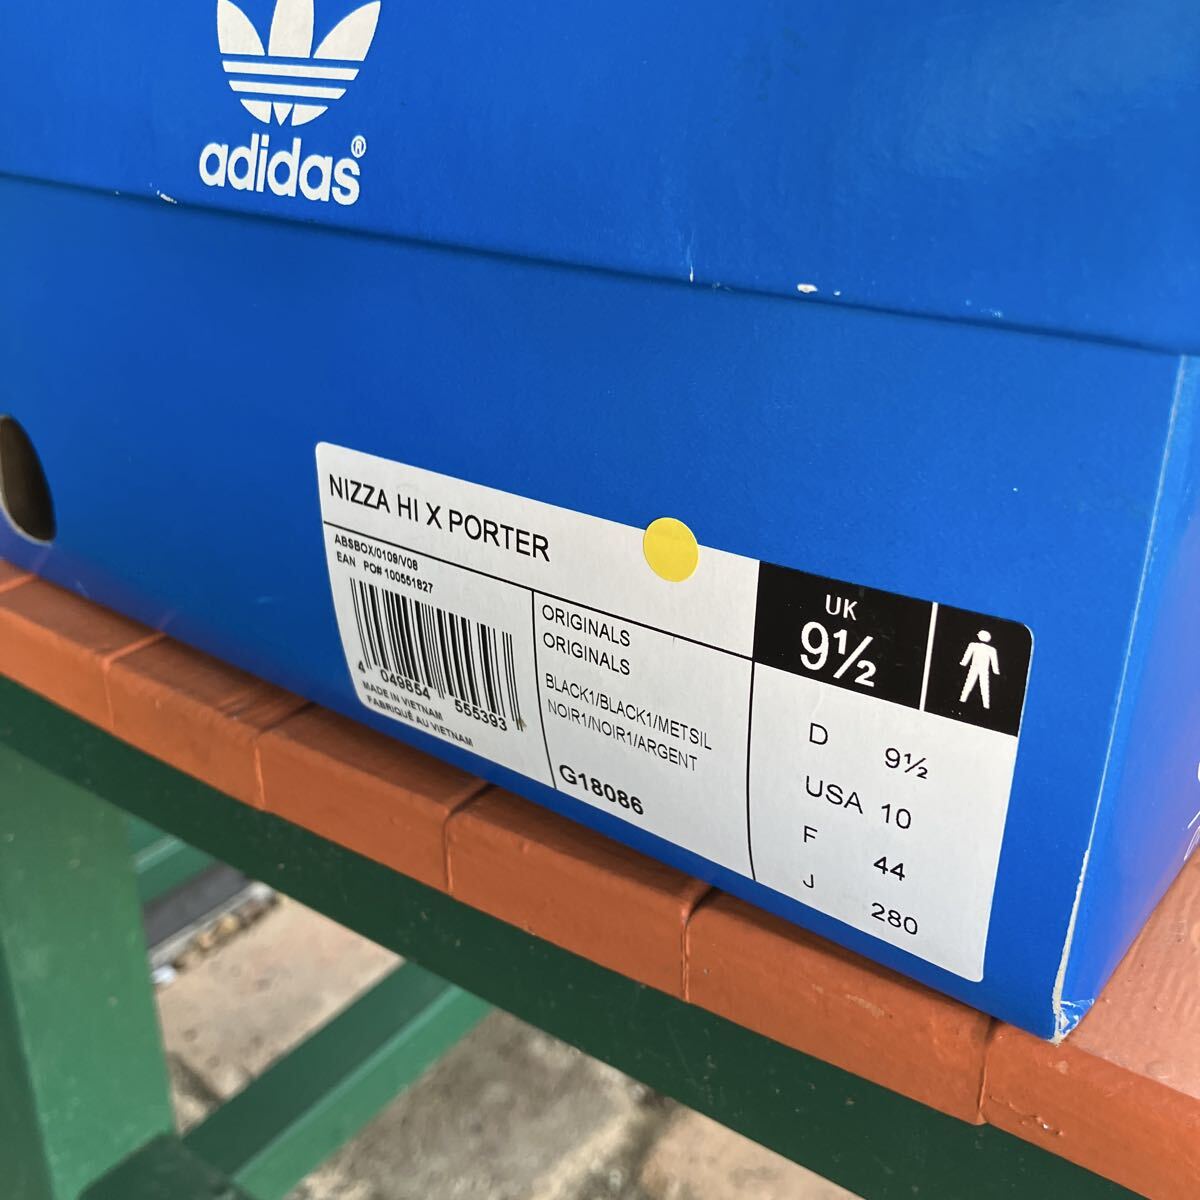 adidas®
NIZZA HI X PORTER
ABSBOX/0109/V08
EAN PO# 100551827
4 049854 555393
MADE IN VIETNAM
FABRIQUÉ AU VIETNAM
ORIGINALS
ORIGINALS
BLACK1/BLACK1/METSIL
NOIR1/NOIR1/ARGENT
G18086
UK
9½
D 9½
USA 10
F 44
J 280